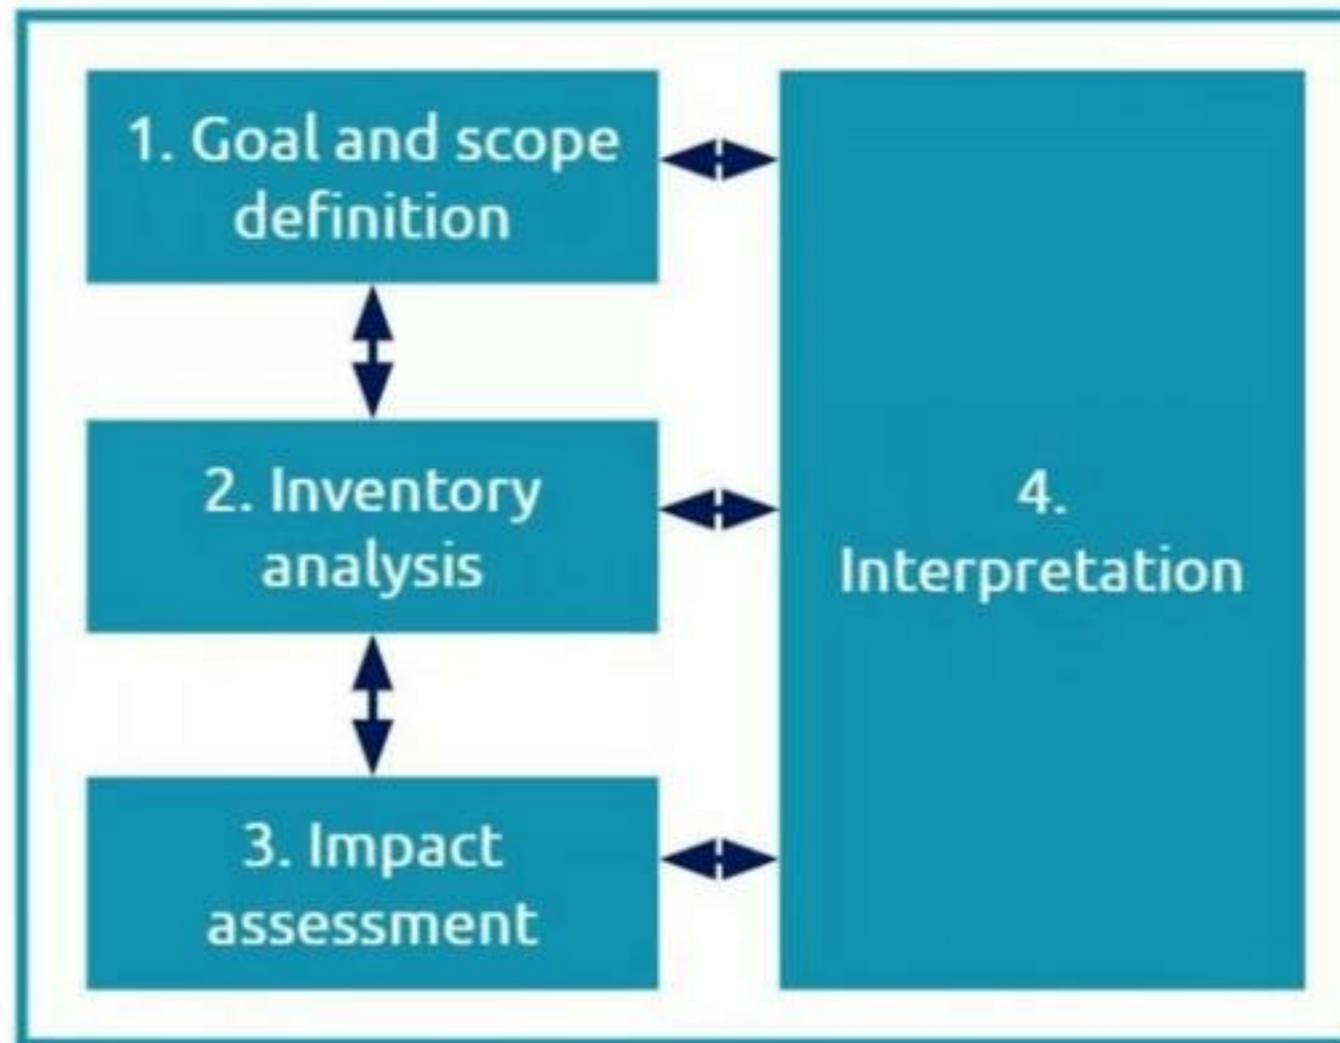 1. Goal and scope
definition
2. Inventory
analysis
3. Impact
assessment
4.
Interpretation